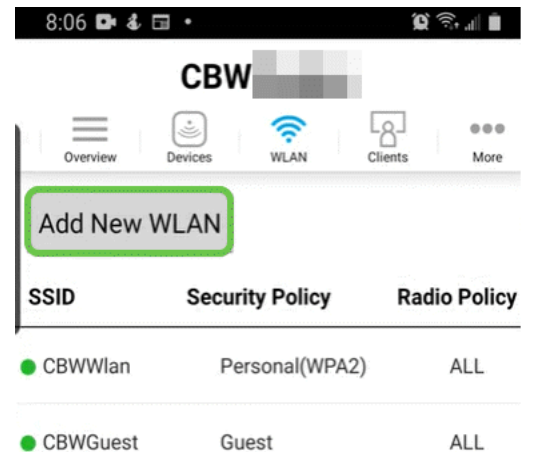 8:06
CBW
Overview Devices WLAN Clients More
Add New WLAN
SSID Security Policy Radio Policy
CBWWlan Personal(WPA2) ALL
CBWGuest Guest ALL